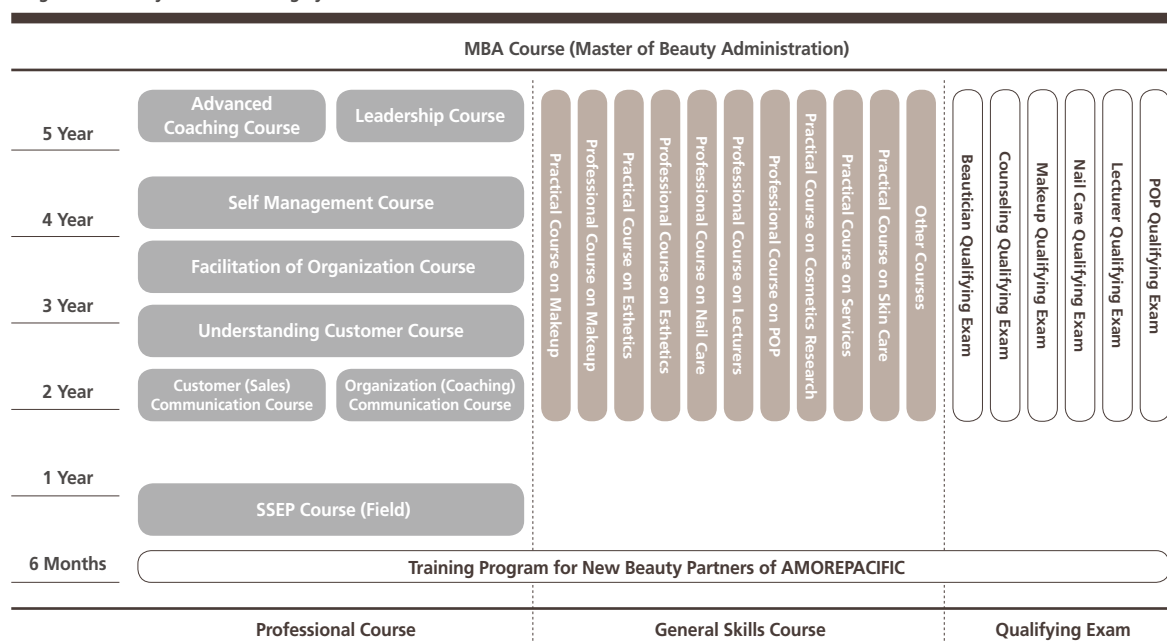 MBA Course (Master of Beauty Administration)
5 Year
Advanced
Coaching Course
Leadership Course
4 Year
Self Management Course
Facilitation of Organization Course
3 Year
Understanding Customer Course
2 Year
Customer (Sales)
Communication Course
Organization (Coaching)
Communication Course
1 Year
SSEP Course (Field)
6 Months
Training Program for New Beauty Partners of AMOREPACIFIC
Practical Course on Makeup
Professional Course on Makeup
Practical Course on Esthetics
Professional Course on Esthetics
Professional Course on Nail Care
Professional Course on Lecturers
Professional Course on POP
Practical Course on Cosmetics Research
Practical Course on Services
Practical Course on Skin Care
Other Courses
Beautician Qualifying Exam
Counseling Qualifying Exam
Makeup Qualifying Exam
Nail Care Qualifying Exam
Lecturer Qualifying Exam
POP Qualifying Exam
Professional Course
General Skills Course
Qualifying Exam